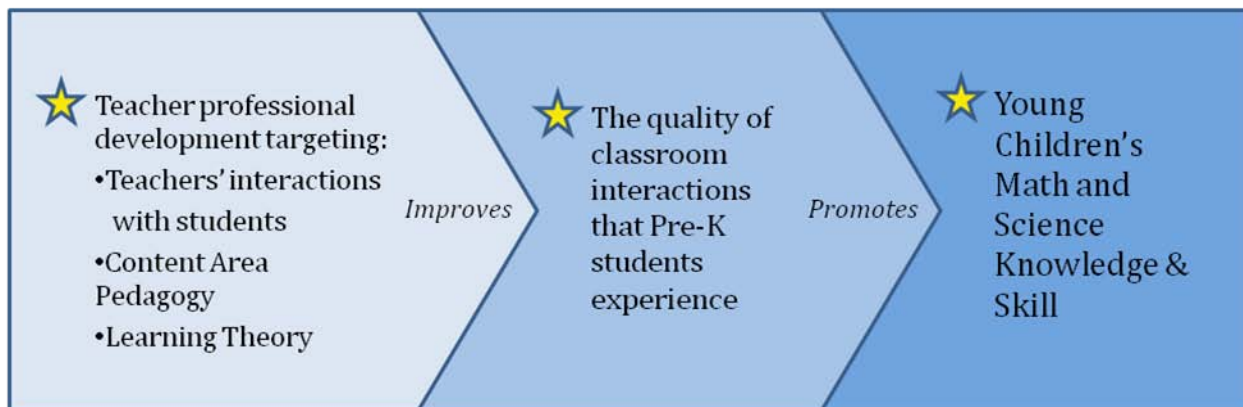 Teacher professional
development targeting:
•Teachers' interactions
with students
•Content Area
Pedagogy
•Learning Theory
Improves
The quality of
classroom
interactions
that Pre-K
students
experience
Promotes
Young
Children's
Math and
Science
Knowledge &
Skill